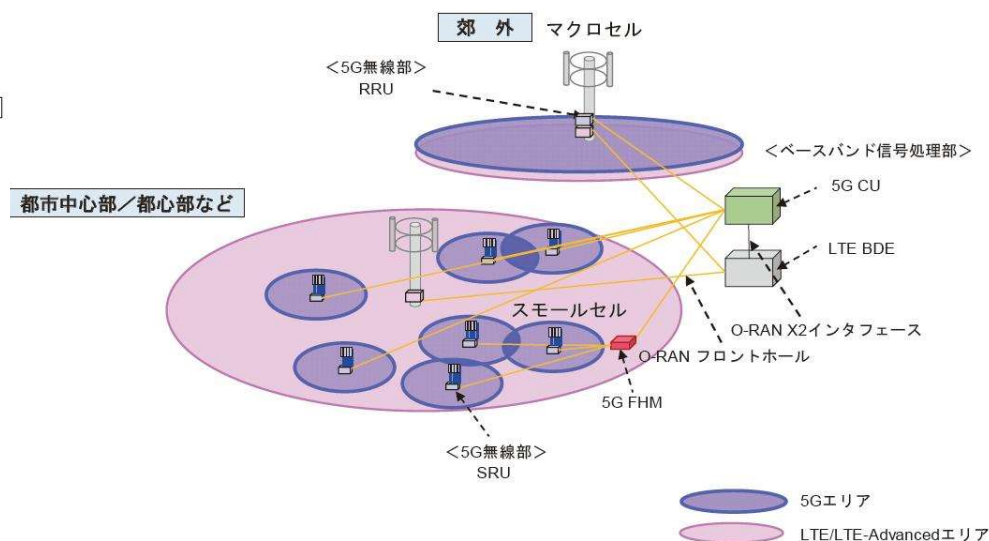 郊 外
マクロセル
<5G無線部>
RRU
<ベースバンド信号処理部>
5G CU
都市中心部/都心部など
LTE BDE
スモールセル
O-RAN X2インタフェース
O-RAN フロントホール
5G FHM
<5G無線部>
SRU
5Gエリア
LTE/LTE-Advancedエリア